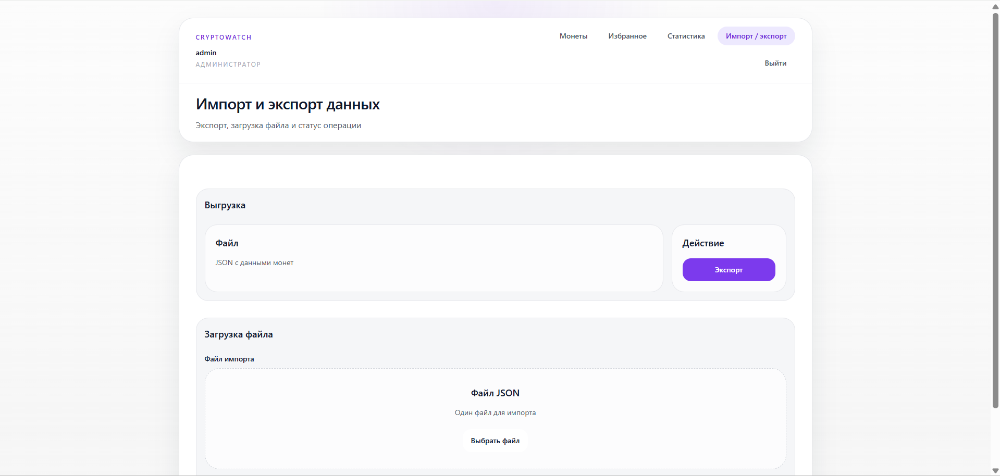 CRYPTOWATCH
admin
АДМИНИСТРАТОР
Монеты Избранное Статистика Импорт / экспорт
Выйти
Импорт и экспорт данных
Экспорт, загрузка файла и статус операции
Выгрузка
Файл
JSON с данными монет
Действие
Экспорт
Загрузка файла
Файл импорта
Файл JSON
Один файл для импорта
Выбрать файл